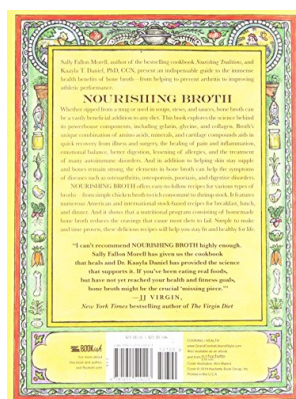 Sally Fallon Morell, author of the bestselling cookbook Nourishing Traditions, and
Kaayla T. Daniel, PhD, CCN, present an indispensable guide to the immense
health benefits of bone broth—from helping to prevent arthritis to improving
athletic performance.
NOURISHING BROTH
Whether sipped from a mug or used in soups, stews, and sauces, bone broth can
be a vastly beneficial addition to any diet. This book explores the science behind
its powerhouse components, including gelatin, glycine, and collagen. Broth's
unique combination of amino acids, minerals, and cartilage compounds aids in
quick recovery from illness and surgery, the healing of pain and inflammation,
emotional balance, better digestion, lessening of allergies, and the treatment
of many autoimmune disorders. And in addition to helping skin stay supple
and bones remain strong, the elements in bone broth can help the symptoms
of diseases such as osteoarthritis, osteoporosis, psoriasis, and digestive disorders.
NOURISHING BROTH offers easy-to-follow recipes for various types of
broths—from simple chicken broth to to shrimp stock. It features
numerous American and international stock-based recipes for breakfast, lunch,
and dinner. And it shows that a nutritional program consisting of homemade
bone broth reduces the cravings that cause most diets to fail. Simple to make
and time proven, these delicious recipes will help you stay fit and healthy for life.
"I can't recommend NOURISHING BROTH highly enough.
Sally Fallon Morell has given us the cookbook
that heals and Dr. Kaayla Daniel has provided the science
that supports it. If you've been eating real foods,
but have not yet reached your health and fitness goals,
bone broth might be the crucial "missing piece.""
—JJ VIRGIN,
New York Times bestselling author of The Virgin Diet
BOOK